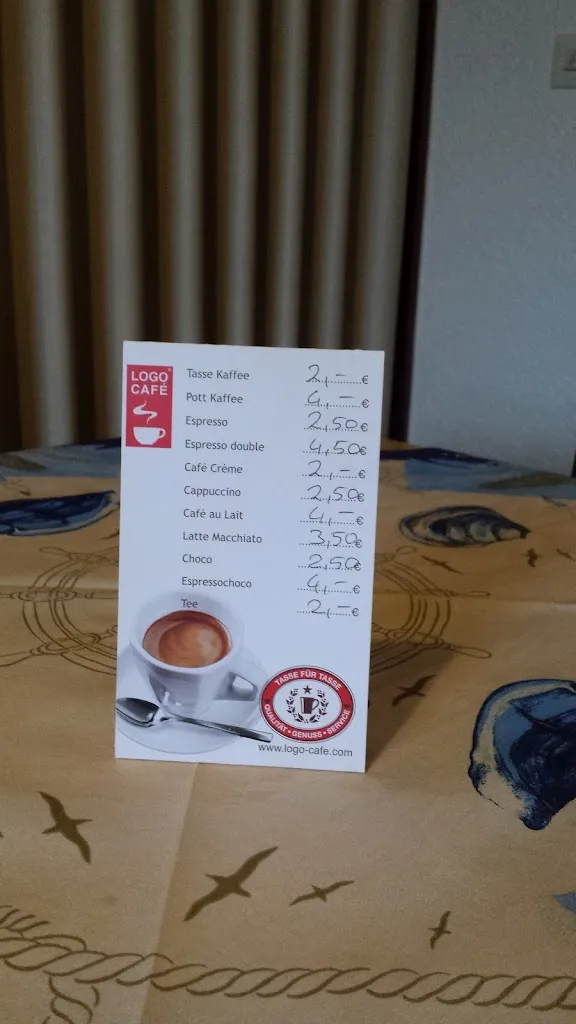 LOGO®
CAFÉ
Tasse Kaffee 2,-€
Pott Kaffee 4,-€
Espresso 2,50€
Espresso double 4,50€
Café Crème 2,-€
Cappuccino 2,50€
Café au Lait 4,-€
Latte Macchiato 3,50€
Choco 2,50€
Espressochoco 4,-€
Tee 2,-€
TASSE FÜR TASSE
QUALITÄT • GENUSS • SERVICE
www.logo-cafe.com